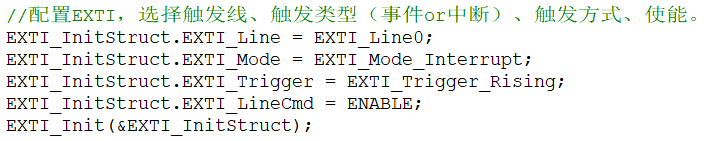 //配置EXTI，选择触发线、触发类型（事件or中断）、触发方式、使能。
EXTI_InitStruct.EXTI_Line = EXTI_Line0;
EXTI_InitStruct.EXTI_Mode = EXTI_Mode_Interrupt;
EXTI_InitStruct.EXTI_Trigger = EXTI_Trigger_Rising;
EXTI_InitStruct.EXTI_LineCmd = ENABLE;
EXTI_Init(&EXTI_InitStruct);